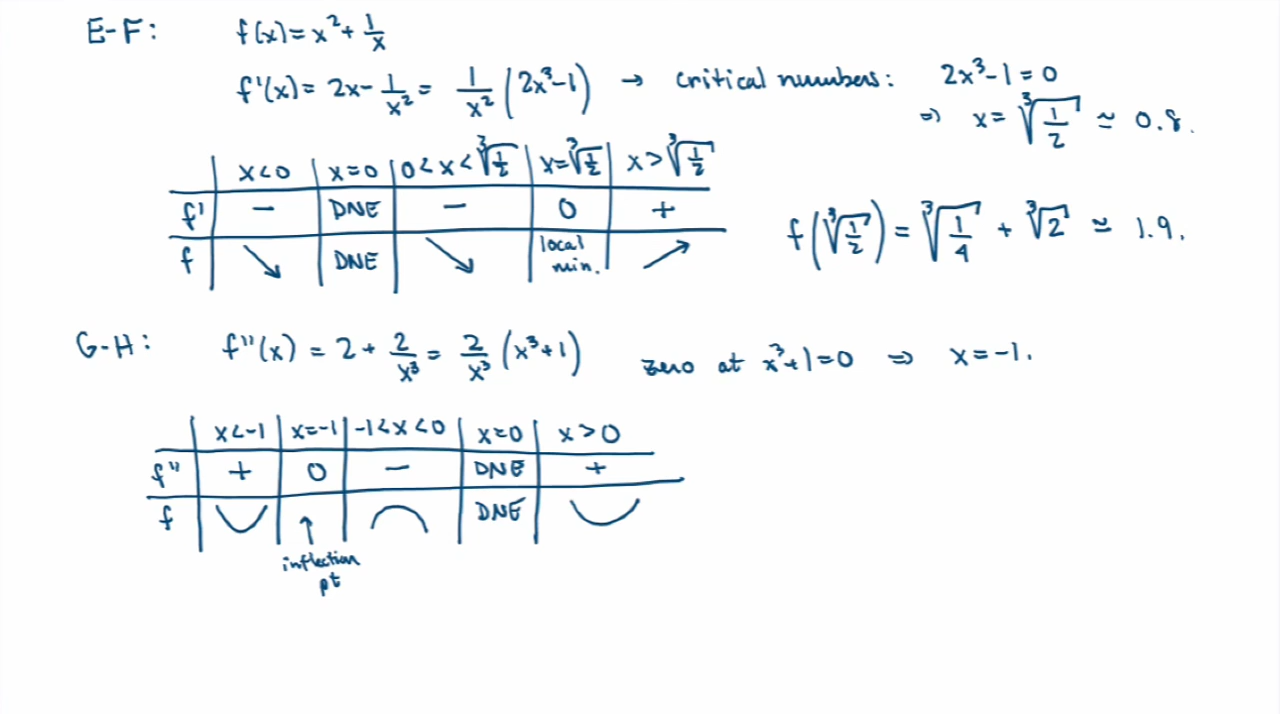 E-F: f(x) = x² + 1/x
f'(x) = 2x - 1/x² = 1/x² (2x³-1) → critical numbers: 2x³-1 = 0
⇒ x = ∛(1/2) ≃ 0.8.
x<0 | x=0 | 0<x<∛(1/2) | x=∛(1/2) | x>∛(1/2)
f' | − | DNE | − | 0 | +
f | ↘ | DNE | ↘ | local min. | ↗
f(∛(1/2)) = ∛(1/4) + ∛2 ≃ 1.9.
G-H: f''(x) = 2 + 2/x³ = 2/x³ (x³+1) zero at x³+1=0 ⇒ x=-1.
x<-1 | x=-1 | -1<x<0 | x=0 | x>0
f'' | + | 0 | − | DNE | +
f | ∪ | ↑ | ∩ | DNE | ∪
inflection
pt